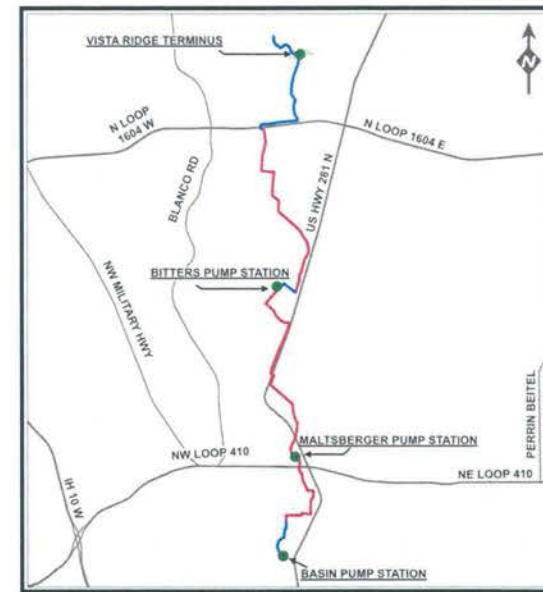 VISTA RIDGE TERMINUS
N
N LOOP
1604 W
N LOOP 1604 E
BLANCO RD
US HWY 281 N
BITTERS PUMP STATION
NW MILITARY HWY
PERRIN BEITEL
MALTSBERGER PUMP STATION
NW LOOP 410
NE LOOP 410
IH 10 W
BASIN PUMP STATION